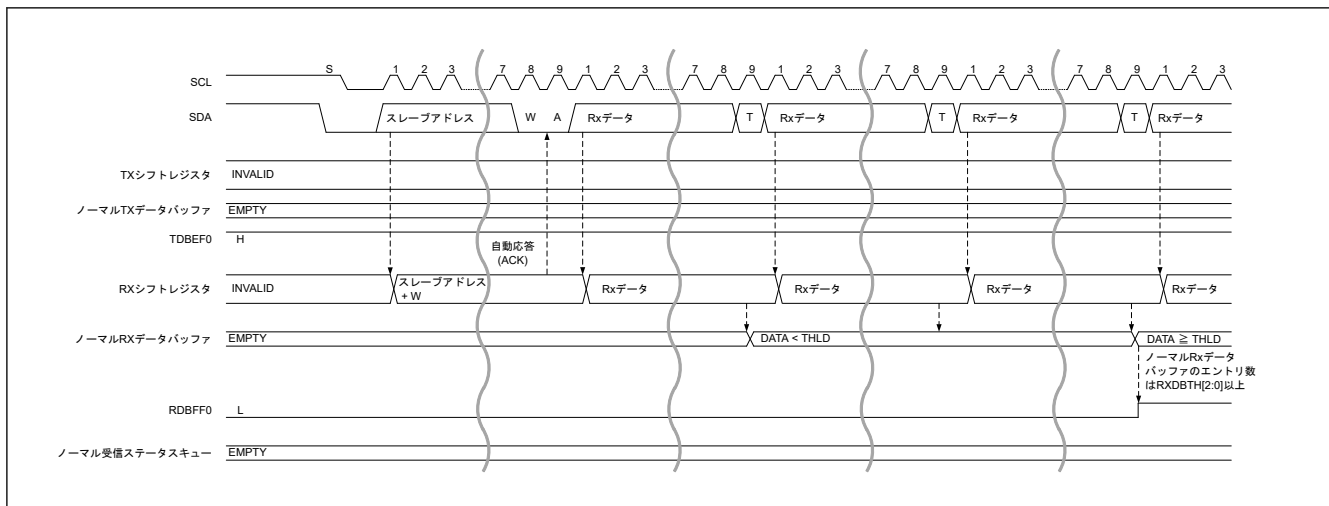 SCL S 1 2 3 7 8 9 1 2 3 7 8 9 1 2 3 7 8 9 1 2 3 7 8 9 1 2 3
SDA スレーブアドレス W A Rxデータ T Rxデータ T Rxデータ T Rxデータ
TXシフトレジスタ INVALID
ノーマルTXデータバッファ EMPTY
TDBEF0 H
自動応答
(ACK)
RXシフトレジスタ INVALID スレーブアドレス
+ W
Rxデータ Rxデータ Rxデータ Rxデータ
ノーマルRXデータバッファ EMPTY DATA < THLD DATA ≧ THLD
ノーマルRxデータ
バッファのエントリ数
はRXDBTH[2:0]以上
RDBFF0 L
ノーマル受信ステータスキュー EMPTY